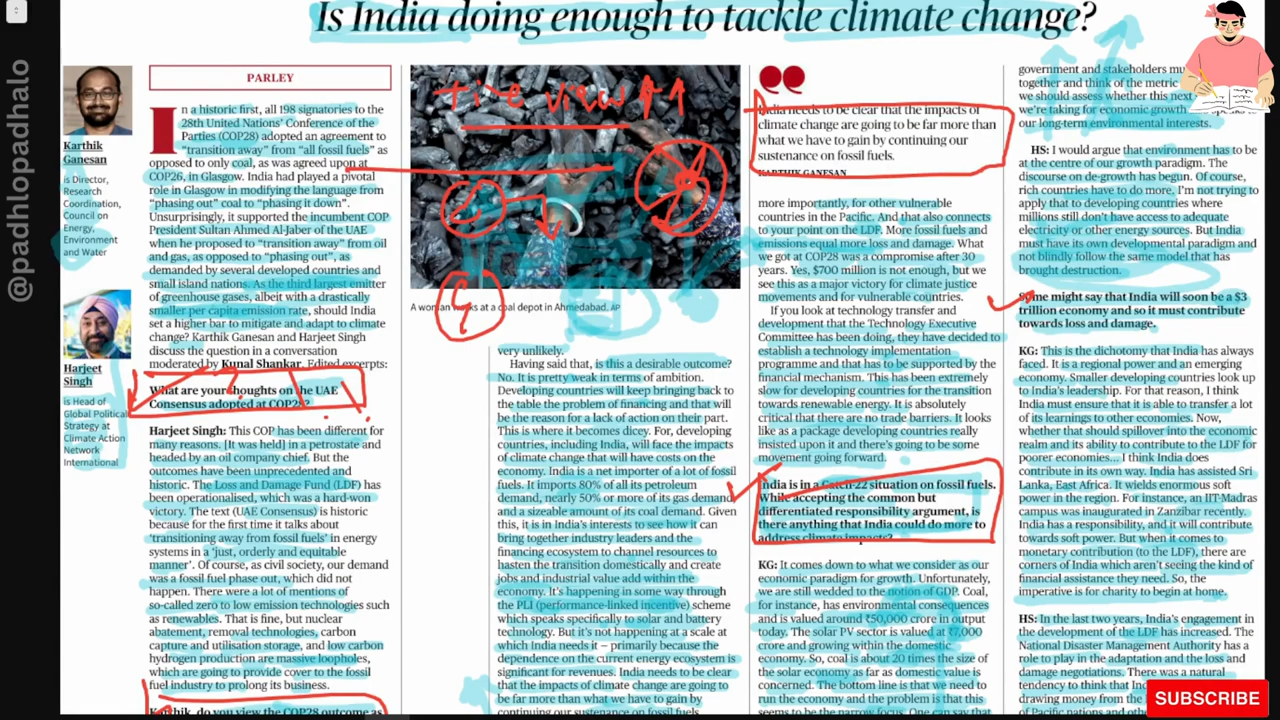 Is India doing enough to tackle climate change?
@padhlopadhalo
Karthik
Ganesan
is Director,
Research
Coordination,
Council on
Energy,
Environment
and Water
Harjeet
Singh
is Head of
Global Political
Strategy at
Climate Action
Network
International
PARLEY
In a historic first, all 198 signatories to the
28th United Nations' Conference of the
Parties (COP28) adopted an agreement to
“transition away” from “all fossil fuels” as
opposed to only coal, as was agreed upon at
COP26, in Glasgow. India had played a pivotal
role in Glasgow in modifying the language from
“phasing out” coal to “phasing it down”.
Unsurprisingly, it supported the incumbent COP
President Sultan Ahmed Al-Jaber of the UAE
when he proposed to “transition away” from oil
and gas, as opposed to “phasing out”, as
demanded by several developed countries and
small island nations. As the third largest emitter
of greenhouse gases, albeit with a drastically
smaller per capita emission rate, should India
set a higher bar to mitigate and adapt to climate
change? Karthik Ganesan and Harjeet Singh
discuss the question in a conversation
moderated by Kunal Shankar. Edited excerpts:
What are your thoughts on the UAE
Consensus adopted at COP28?
Harjeet Singh: This COP has been different for
many reasons. [It was held] in a petrostate and
headed by an oil company chief. But the
outcomes have been unprecedented and
historic. The Loss and Damage Fund (LDF) has
been operationalised, which was a hard-won
victory. The text (UAE Consensus) is historic
because for the first time it talks about
‘transitioning away from fossil fuels’ in energy
systems in a ‘just, orderly and equitable
manner’. Of course, as civil society, our demand
was a fossil fuel phase out, which did not
happen. There were a lot of mentions of
so-called zero to low emission technologies such
as renewables. That is fine, but nuclear
abatement, removal technologies, carbon
capture and utilisation storage, and low carbon
hydrogen production are massive loopholes,
which are going to provide cover to the fossil
fuel industry to prolong its business.
Karthik, do you view the COP28 outcome as
+ive view
A woman works at a coal depot in Ahmedabad. AP
very unlikely.
Having said that, is this a desirable outcome?
No. It is pretty weak in terms of ambition.
Developing countries will keep bringing back to
the table the problem of financing and that will
be the reason for a lack of action on their part.
This is where it becomes dicey. For, developing
countries, including India, will face the impacts
of climate change that will have costs on the
economy. India is a net importer of a lot of fossil
fuels. It imports 80% of all its petroleum
demand, nearly 50% or more of its gas demand
and a sizeable amount of its coal demand. Given
this, it is in India's interests to see how it can
bring together industry leaders and the
financing ecosystem to channel resources to
hasten the transition domestically and create
jobs and industrial value add within the
economy. It's happening in some way through
the PLI (performance-linked incentive) scheme
which speaks specifically to solar and battery
technology. But it's not happening at a scale at
which India needs it – primarily because the
dependence on the current energy ecosystem is
significant for revenues. India needs to be clear
that the impacts of climate change are going to
be far more than what we have to gain by
continuing our sustenance on fossil fuels.
India needs to be clear that the impacts of
climate change are going to be far more than
what we have to gain by continuing our
sustenance on fossil fuels.
KARTHIK GANESAN
more importantly, for other vulnerable
countries in the Pacific. And that also connects
to your point on the LDF. More fossil fuels and
emissions equal more loss and damage. What
we got at COP28 was a compromise after 30
years. Yes, $700 million is not enough, but we
see this as a major victory for climate justice
movements and for vulnerable countries.
If you look at technology transfer and
development that the Technology Executive
Committee has been doing, they have decided to
establish a technology implementation
programme and that has to be supported by the
financial mechanism. This has been extremely
slow for developing countries for the transition
towards renewable energy. It is absolutely
critical that there are no trade barriers. It looks
like as a package developed countries really
insisted upon it and there's going to be some
movement going forward.
India is in a Catch-22 situation on fossil fuels.
While accepting the common but
differentiated responsibility argument, is
there anything that India could do more to
address climate impacts?
KG: It comes down to what we consider as our
economic paradigm for growth. Unfortunately,
we are still wedded to the notion of GDP. Coal,
for instance, has environmental consequences
and is valued around ₹50,000 crore in output
today. The solar PV sector is valued at ₹7,000
crore and growing within the domestic
economy. So, coal is about 20 times the size of
the solar economy as far as domestic value is
concerned. The bottom line is that we need to
run the economy and the problem is that this
seems to be the narrow focus. One can say that
government and stakeholders mu
together and think of the metric
we should assess whether this next
we're taking for economic growth
our long-term environmental interests.
HS: I would argue that environment has to be
at the centre of our growth paradigm. The
discourse on de-growth has begun. Of course,
rich countries have to do more. I'm not trying to
apply that to developing countries where
millions still don't have access to adequate
electricity or other energy sources. But India
must have its own developmental paradigm and
not blindly follow the same model that has
brought destruction.
Some might say that India will soon be a $3
trillion economy and so it must contribute
towards loss and damage.
KG: This is the dichotomy that India has always
faced. It is a regional power and an emerging
economy. Smaller developing countries look up
to India's leadership. For that reason, I think
India must ensure that it is able to transfer a lot
of its learnings to other economies. Now,
whether that should spillover into the economic
realm and its ability to contribute to the LDF for
poorer economies... I think India does
contribute in its own way. India has assisted Sri
Lanka, East Africa. It wields enormous soft
power in the region. For instance, an IIT-Madras
campus was inaugurated in Zanzibar recently.
India has a responsibility, and it will contribute
towards soft power. But when it comes to
monetary contribution (to the LDF), there are
corners of India which aren't seeing the kind of
financial assistance they need. So, the
imperative is for charity to begin at home.
HS: In the last two years, India's engagement in
the development of the LDF has increased. The
National Disaster Management Authority has a
role to play in the adaptation and the loss and
damage negotiations. There was a natural
tendency to think that Ind
drawing money from the
of Pacific nations and other
SUBSCRIBE